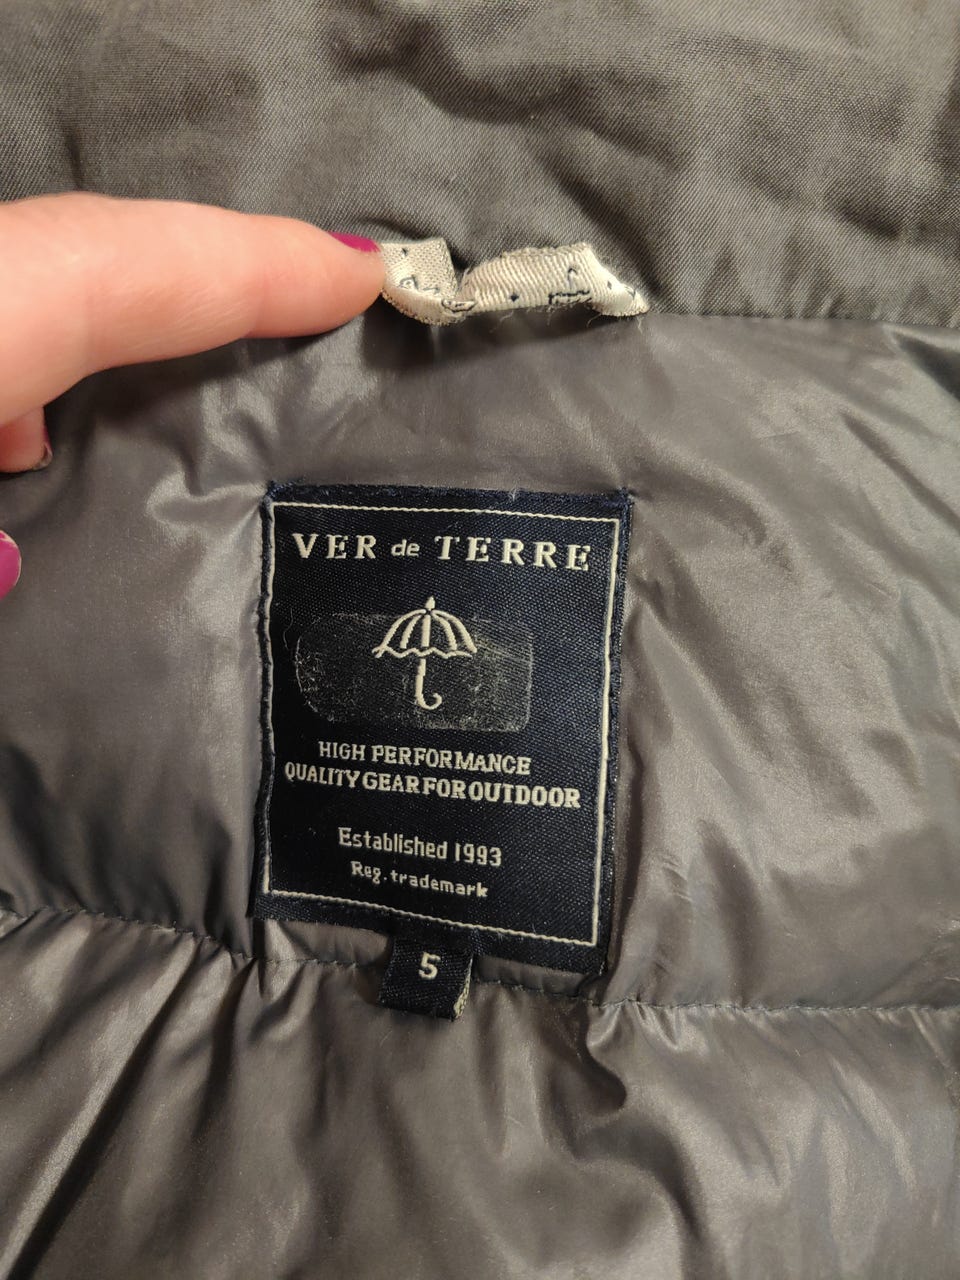 VER de TERRE
HIGH PERFORMANCE
QUALITY GEAR FOR OUTDOOR
Established 1993
Reg. trademark
5